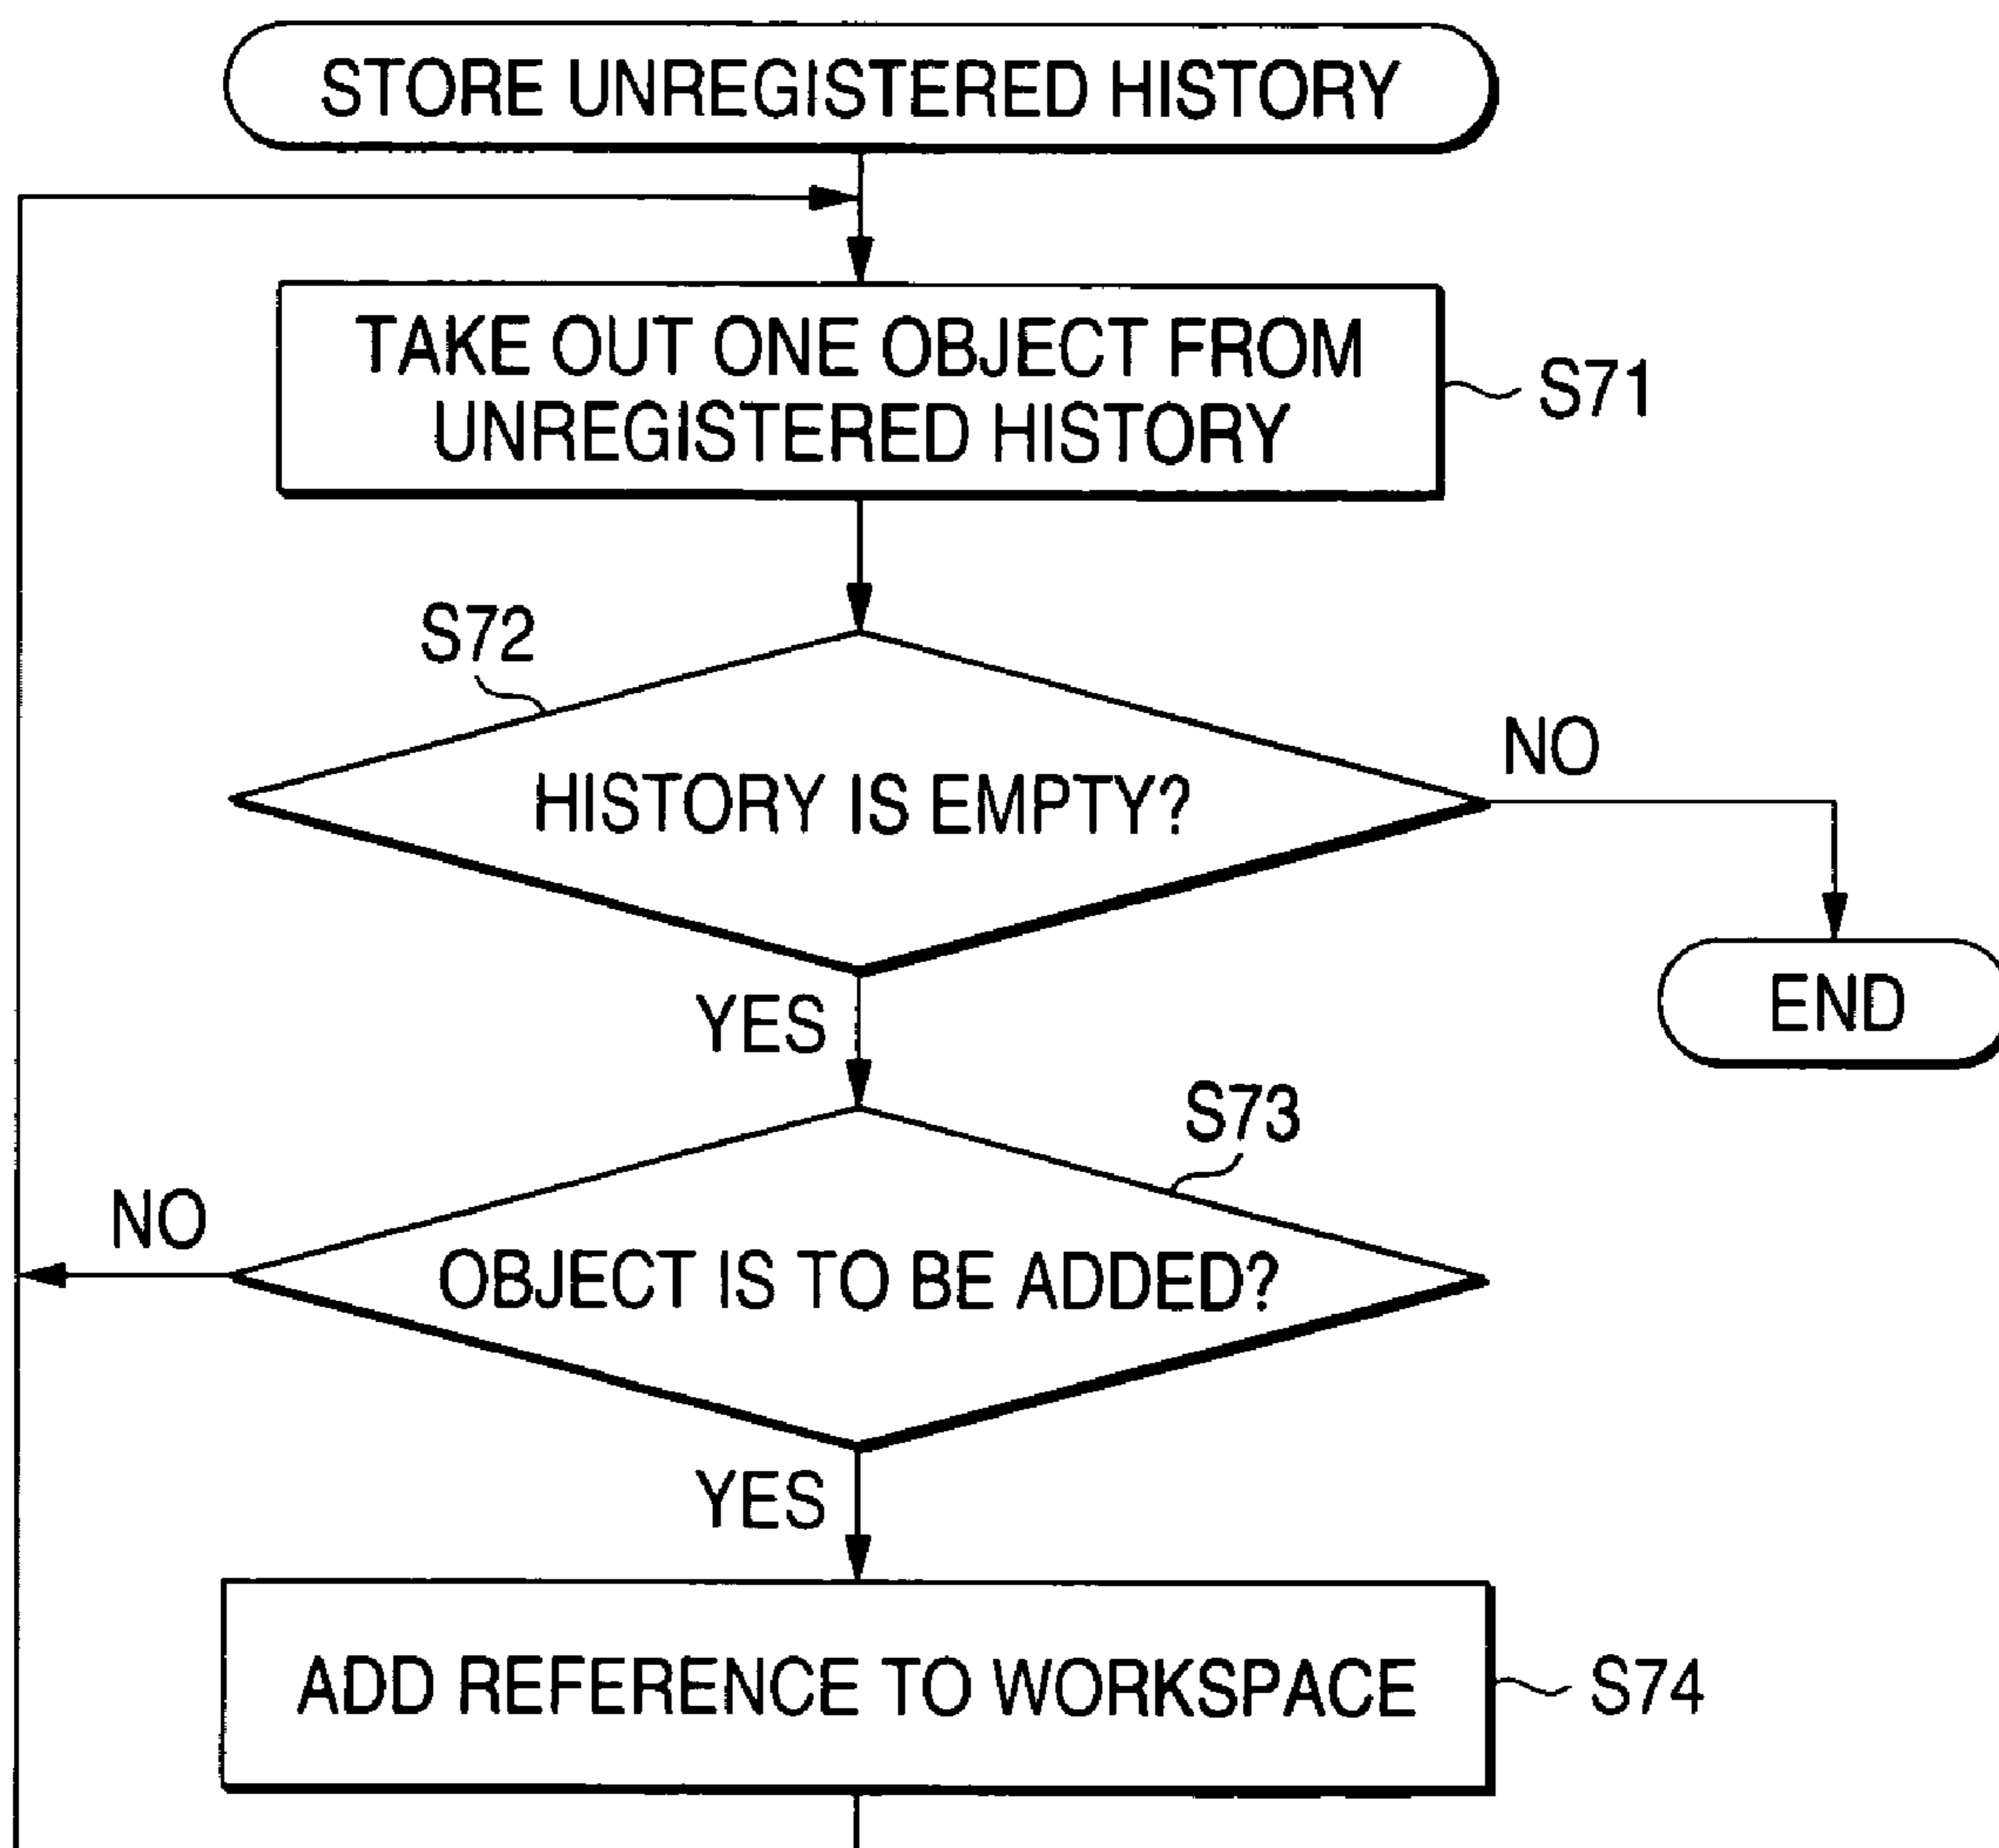 STORE UNREGISTERED HISTORY
TAKE OUT ONE OBJECT FROM
UNREGISTERED HISTORY
S71
S72
HISTORY IS EMPTY?
NO
END
YES
S73
NO
OBJECT IS TO BE ADDED?
YES
ADD REFERENCE TO WORKSPACE
S74